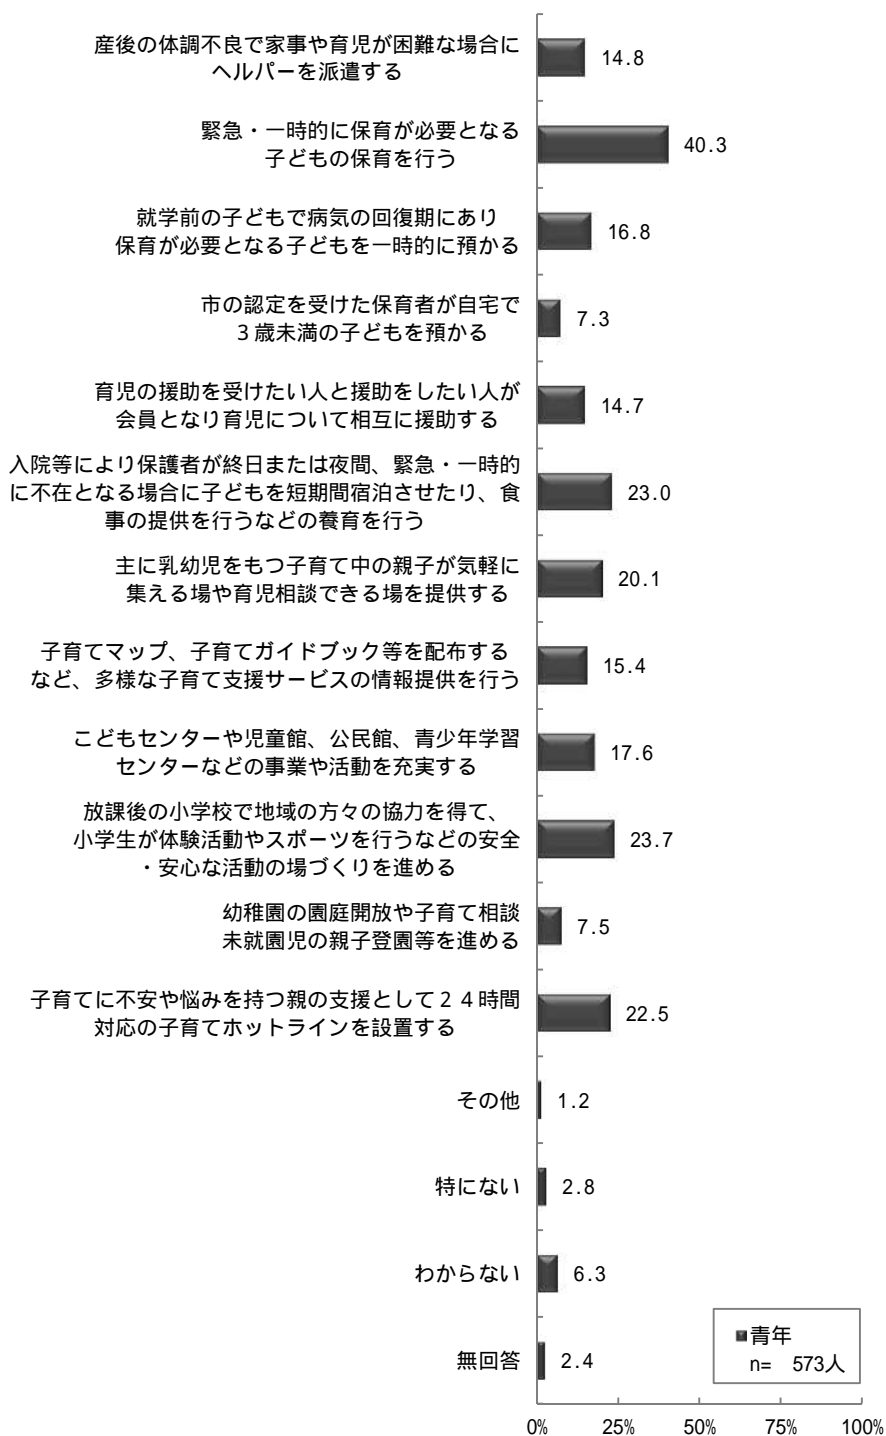 産後の体調不良で家事や育児が困難な場合に
ヘルパーを派遣する
14.8
緊急・一時的に保育が必要となる
子どもの保育を行う
40.3
就学前の子どもで病気の回復期にあり
保育が必要となる子どもを一時的に預かる
16.8
市の認定を受けた保育者が自宅で
３歳未満の子どもを預かる
7.3
育児の援助を受けたい人と援助をしたい人が
会員となり育児について相互に援助する
14.7
入院等により保護者が終日または夜間、緊急・一時的
に不在となる場合に子どもを短期間宿泊させたり、食
事の提供を行うなどの養育を行う
23.0
主に乳幼児をもつ子育て中の親子が気軽に
集える場や育児相談できる場を提供する
20.1
子育てマップ、子育てガイドブック等を配布する
など、多様な子育て支援サービスの情報提供を行う
15.4
こどもセンターや児童館、公民館、青少年学習
センターなどの事業や活動を充実する
17.6
放課後の小学校で地域の方々の協力を得て、
小学生が体験活動やスポーツを行うなどの安全
・安心な活動の場づくりを進める
23.7
幼稚園の園庭開放や子育て相談
未就園児の親子登園等を進める
7.5
子育てに不安や悩みを持つ親の支援として２４時間
対応の子育てホットラインを設置する
22.5
その他
1.2
特にない
2.8
わからない
6.3
無回答
2.4
青年
n= 573人
0% 25% 50% 75% 100%